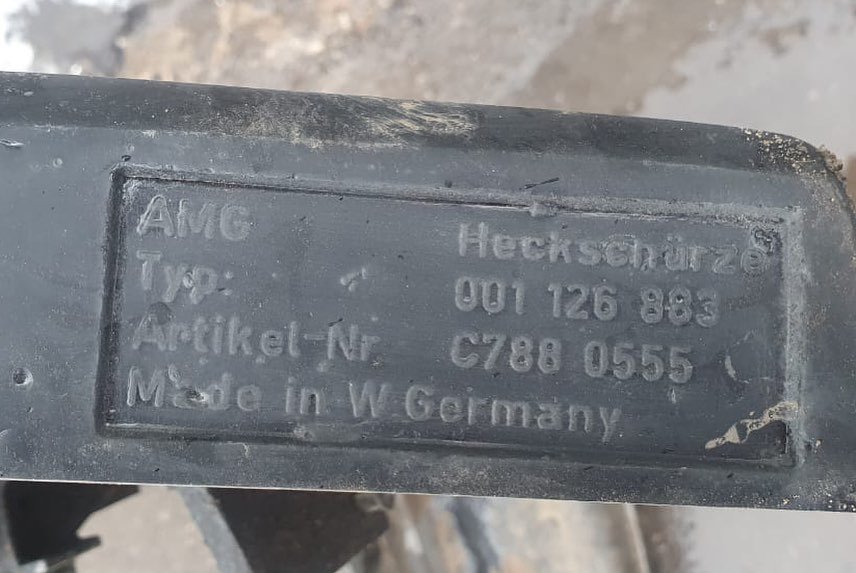 AMG Heckschürze
Typ: 001 126 883
Artikel-Nr C788 0555
Made in W.Germany